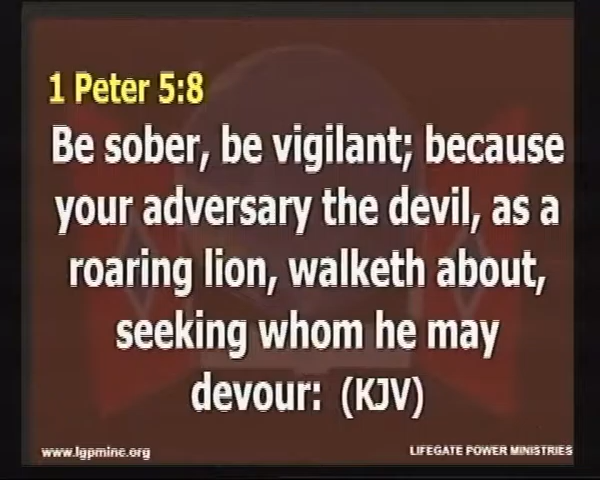 1 Peter 5:8
Be sober, be vigilant; because
your adversary the devil, as a
roaring lion, walketh about,
seeking whom he may
devour: (KJV)
www.lgpminc.org
LIFEGATE POWER MINISTRIES